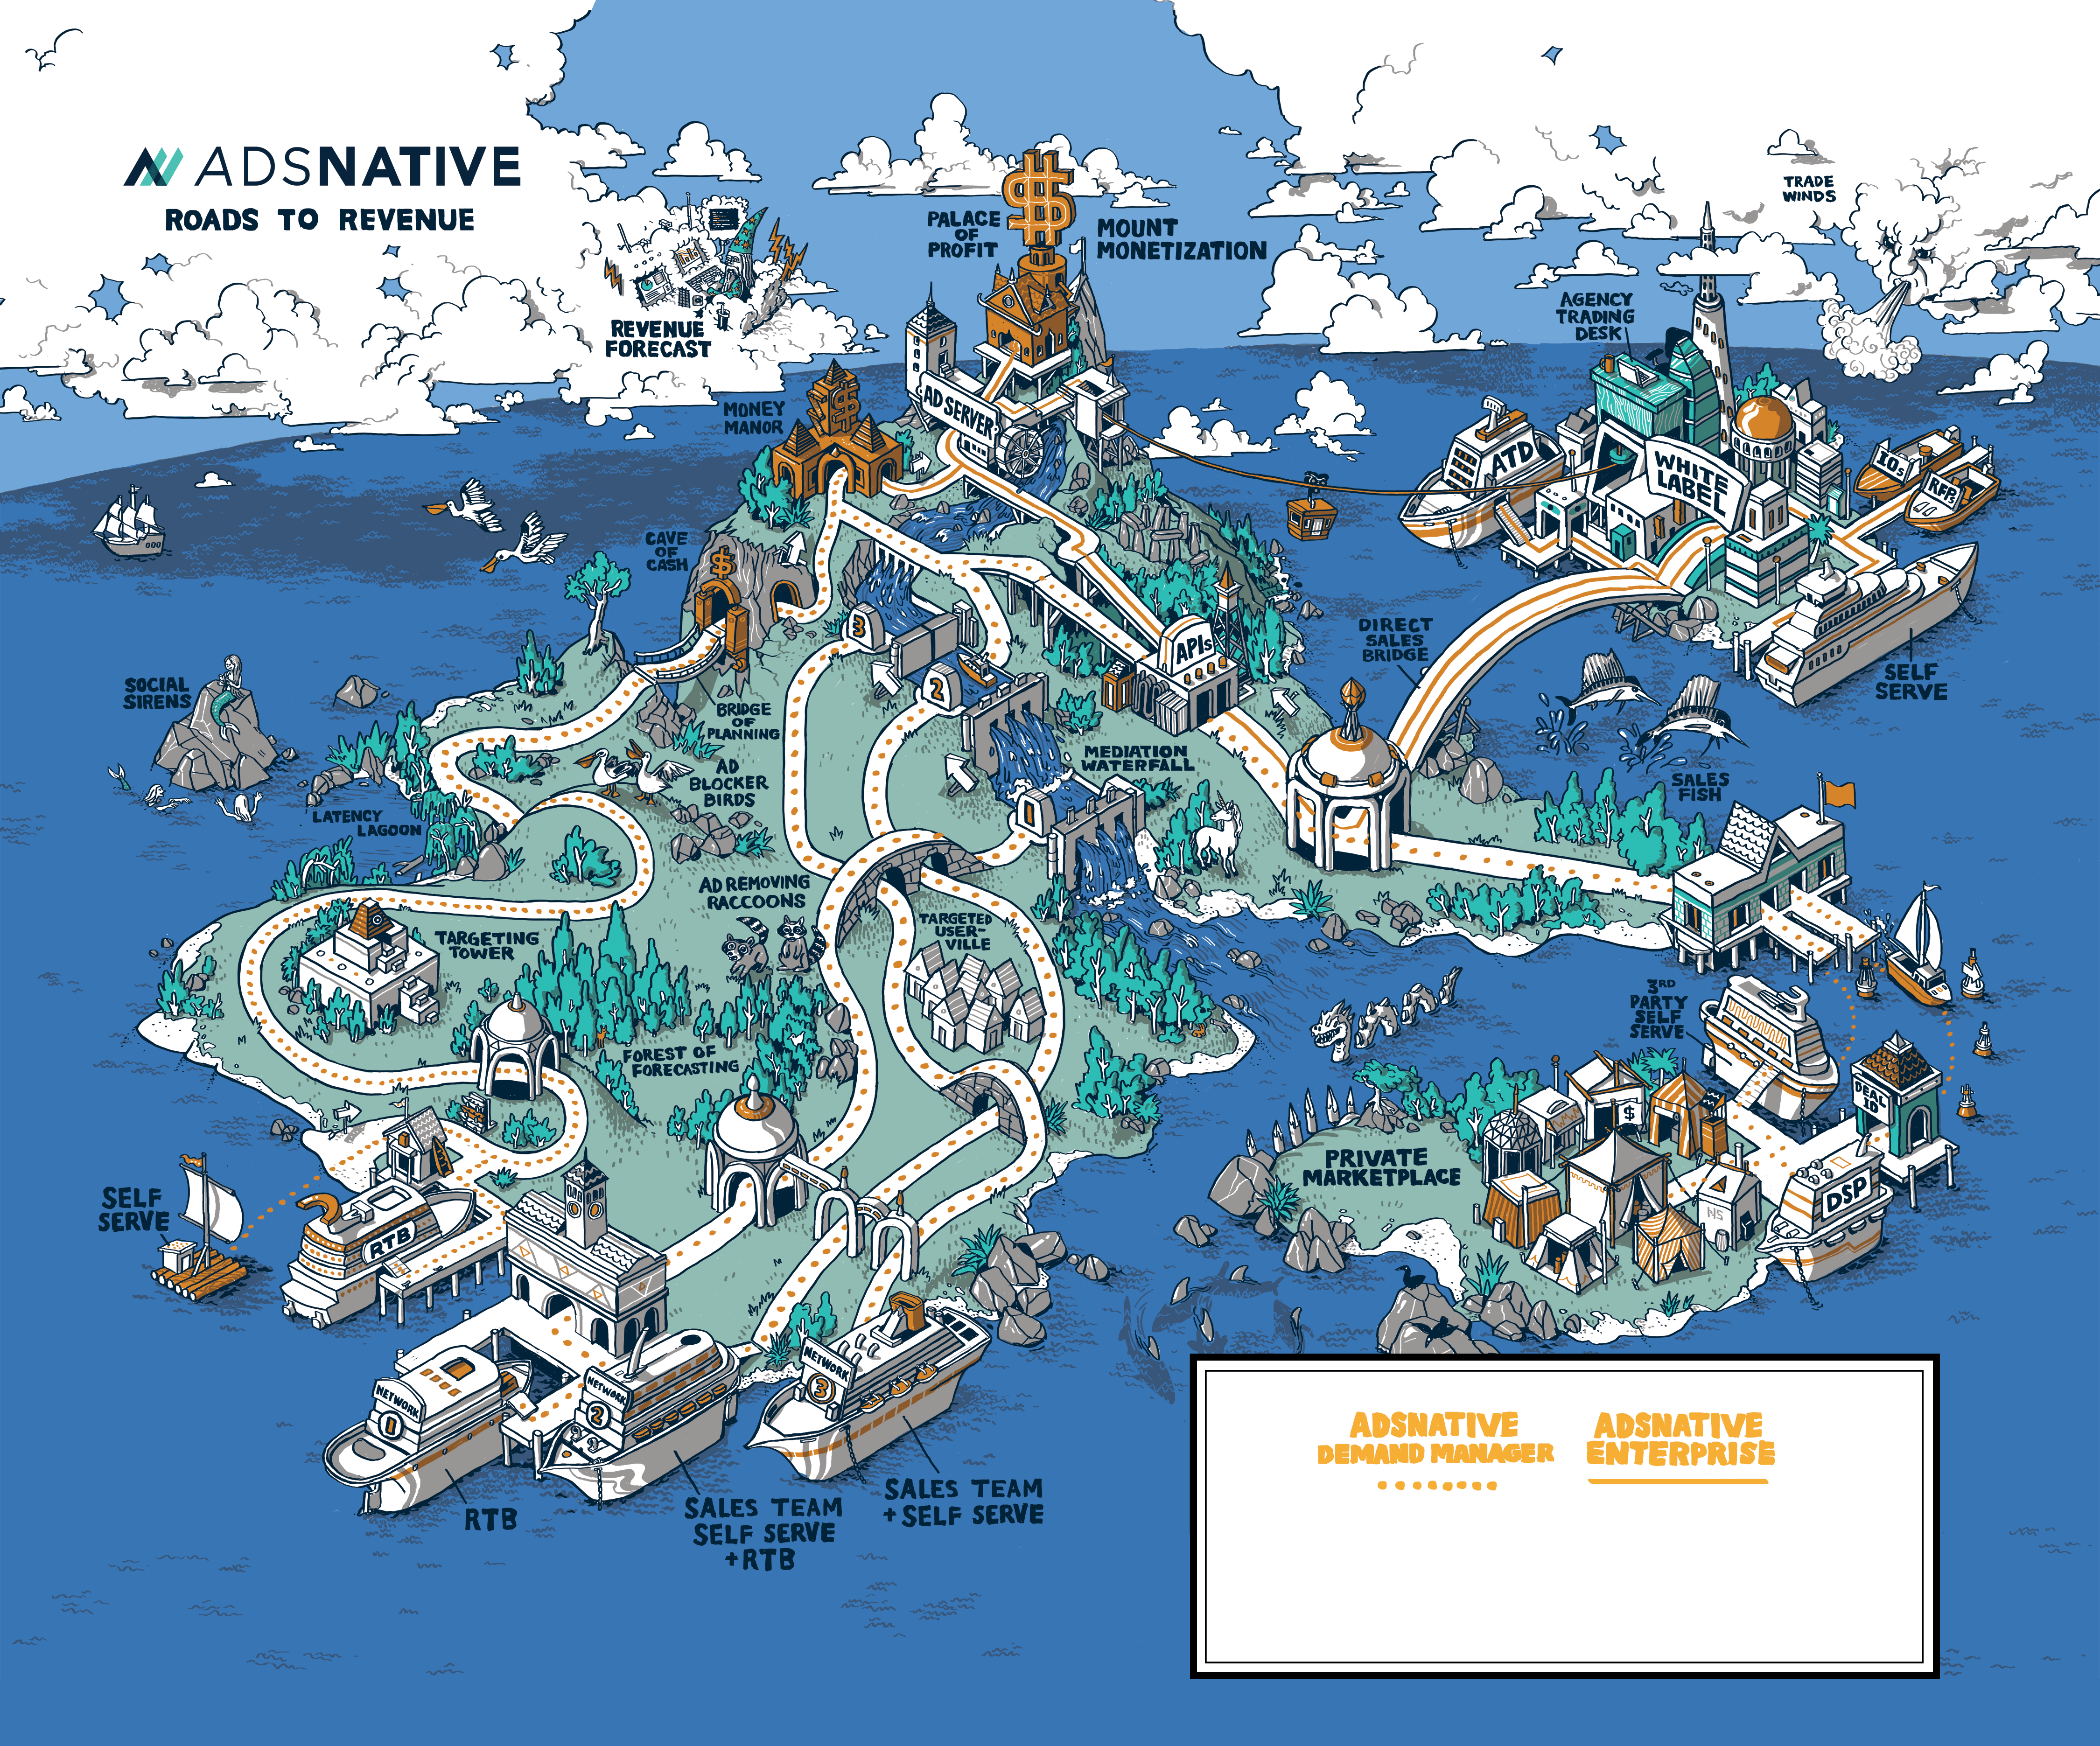 ADSNATIVE
ROADS TO REVENUE
TRADE
WINDS
PALACE
OF
PROFIT
MOUNT
MONETIZATION
REVENUE
FORECAST
AGENCY
TRADING
DESK
MONEY
MANOR
AD SERVER
ATD
WHITE
LABEL
IOs
RFPs
CAVE
OF
CASH
$
3
2
1
APIs
DIRECT
SALES
BRIDGE
SELF
SERVE
SOCIAL
SIRENS
BRIDGE
OF
PLANNING
MEDIATION
WATERFALL
AD
BLOCKER
BIRDS
SALES
FISH
LATENCY
LAGOON
AD REMOVING
RACCOONS
TARGETED
USER-
VILLE
TARGETING
TOWER
3RD
PARTY
SELF
SERVE
FOREST OF
FORECASTING
DEAL
ID
$
PRIVATE
MARKETPLACE
DSP
NS
SELF
SERVE
RTB
NETWORK
1
NETWORK
2
NETWORK
3
RTB
SALES TEAM
SELF SERVE
+RTB
SALES TEAM
+ SELF SERVE
ADSNATIVE
DEMAND MANAGER
ADSNATIVE
ENTERPRISE